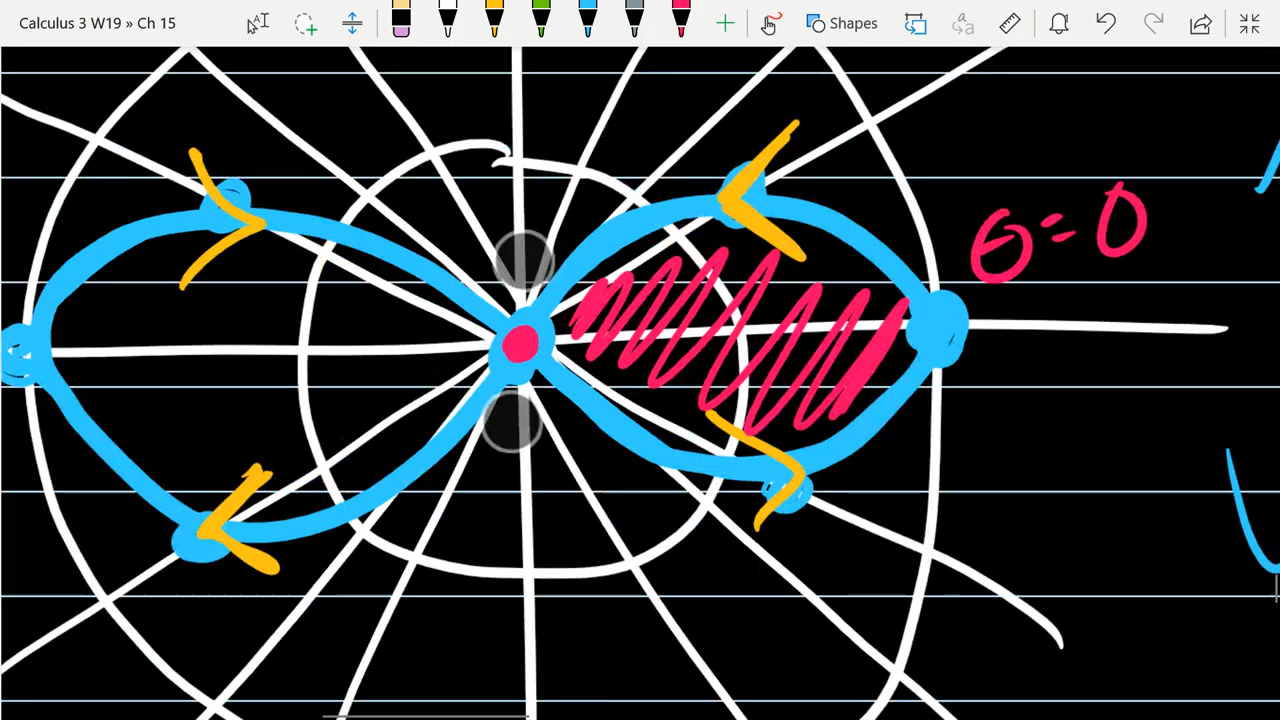 Calculus 3 W19 » Ch 15
Shapes
θ = 0